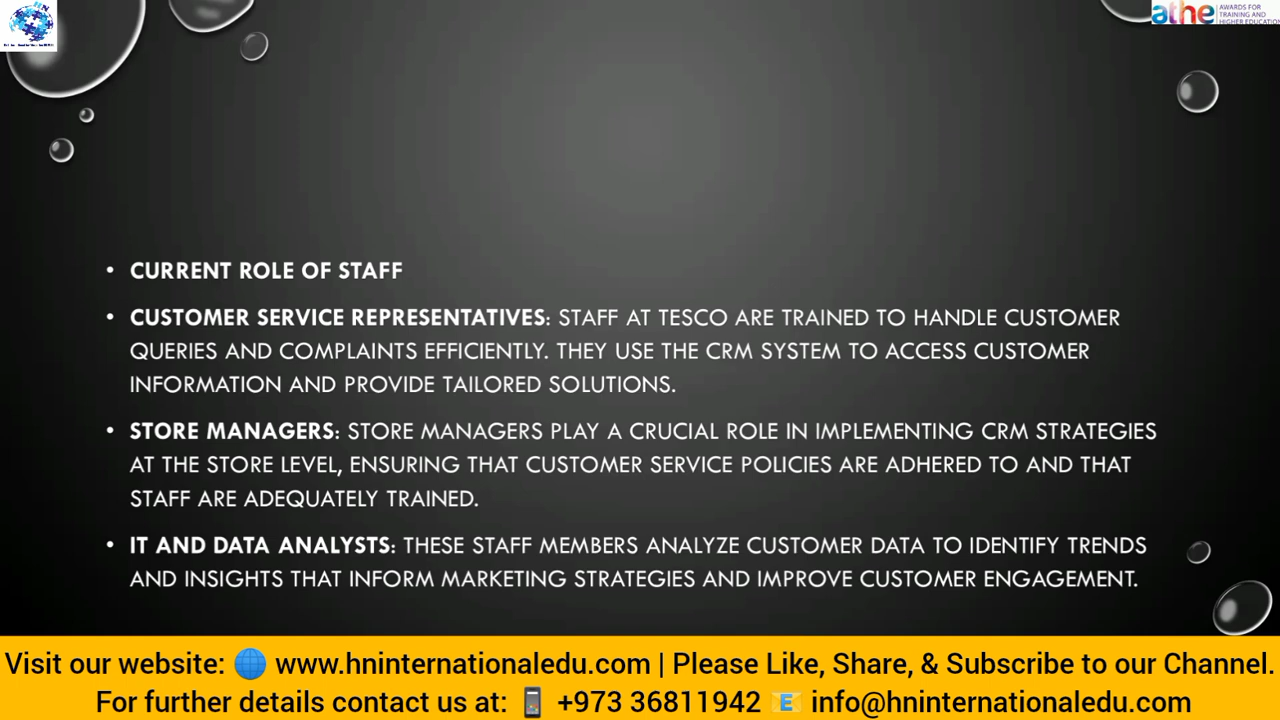 athe AWARDS FOR
TRAINING AND
HIGHER EDUCATION
• CURRENT ROLE OF STAFF
• CUSTOMER SERVICE REPRESENTATIVES: STAFF AT TESCO ARE TRAINED TO HANDLE CUSTOMER
QUERIES AND COMPLAINTS EFFICIENTLY. THEY USE THE CRM SYSTEM TO ACCESS CUSTOMER
INFORMATION AND PROVIDE TAILORED SOLUTIONS.
• STORE MANAGERS: STORE MANAGERS PLAY A CRUCIAL ROLE IN IMPLEMENTING CRM STRATEGIES
AT THE STORE LEVEL, ENSURING THAT CUSTOMER SERVICE POLICIES ARE ADHERED TO AND THAT
STAFF ARE ADEQUATELY TRAINED.
• IT AND DATA ANALYSTS: THESE STAFF MEMBERS ANALYZE CUSTOMER DATA TO IDENTIFY TRENDS
AND INSIGHTS THAT INFORM MARKETING STRATEGIES AND IMPROVE CUSTOMER ENGAGEMENT.
Visit our website: 🌐 www.hninternationaledu.com | Please Like, Share, & Subscribe to our Channel.
For further details contact us at: 📱 +973 36811942 📧 info@hninternationaledu.com